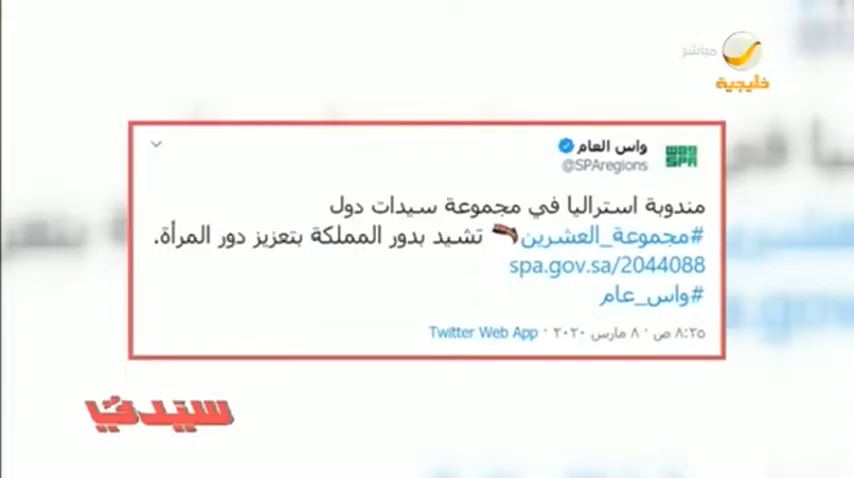 مباشر
خليجية
واس العام
@SPAregions
مندوبة استراليا في مجموعة سيدات دول
#مجموعة_العشرين تشيد بدور المملكة بتعزيز دور المرأة.
spa.gov.sa/2044088
#واس_عام
٨:٢٥ ص · ٨ مارس ٢٠٢٠ · Twitter Web App
سيدتي